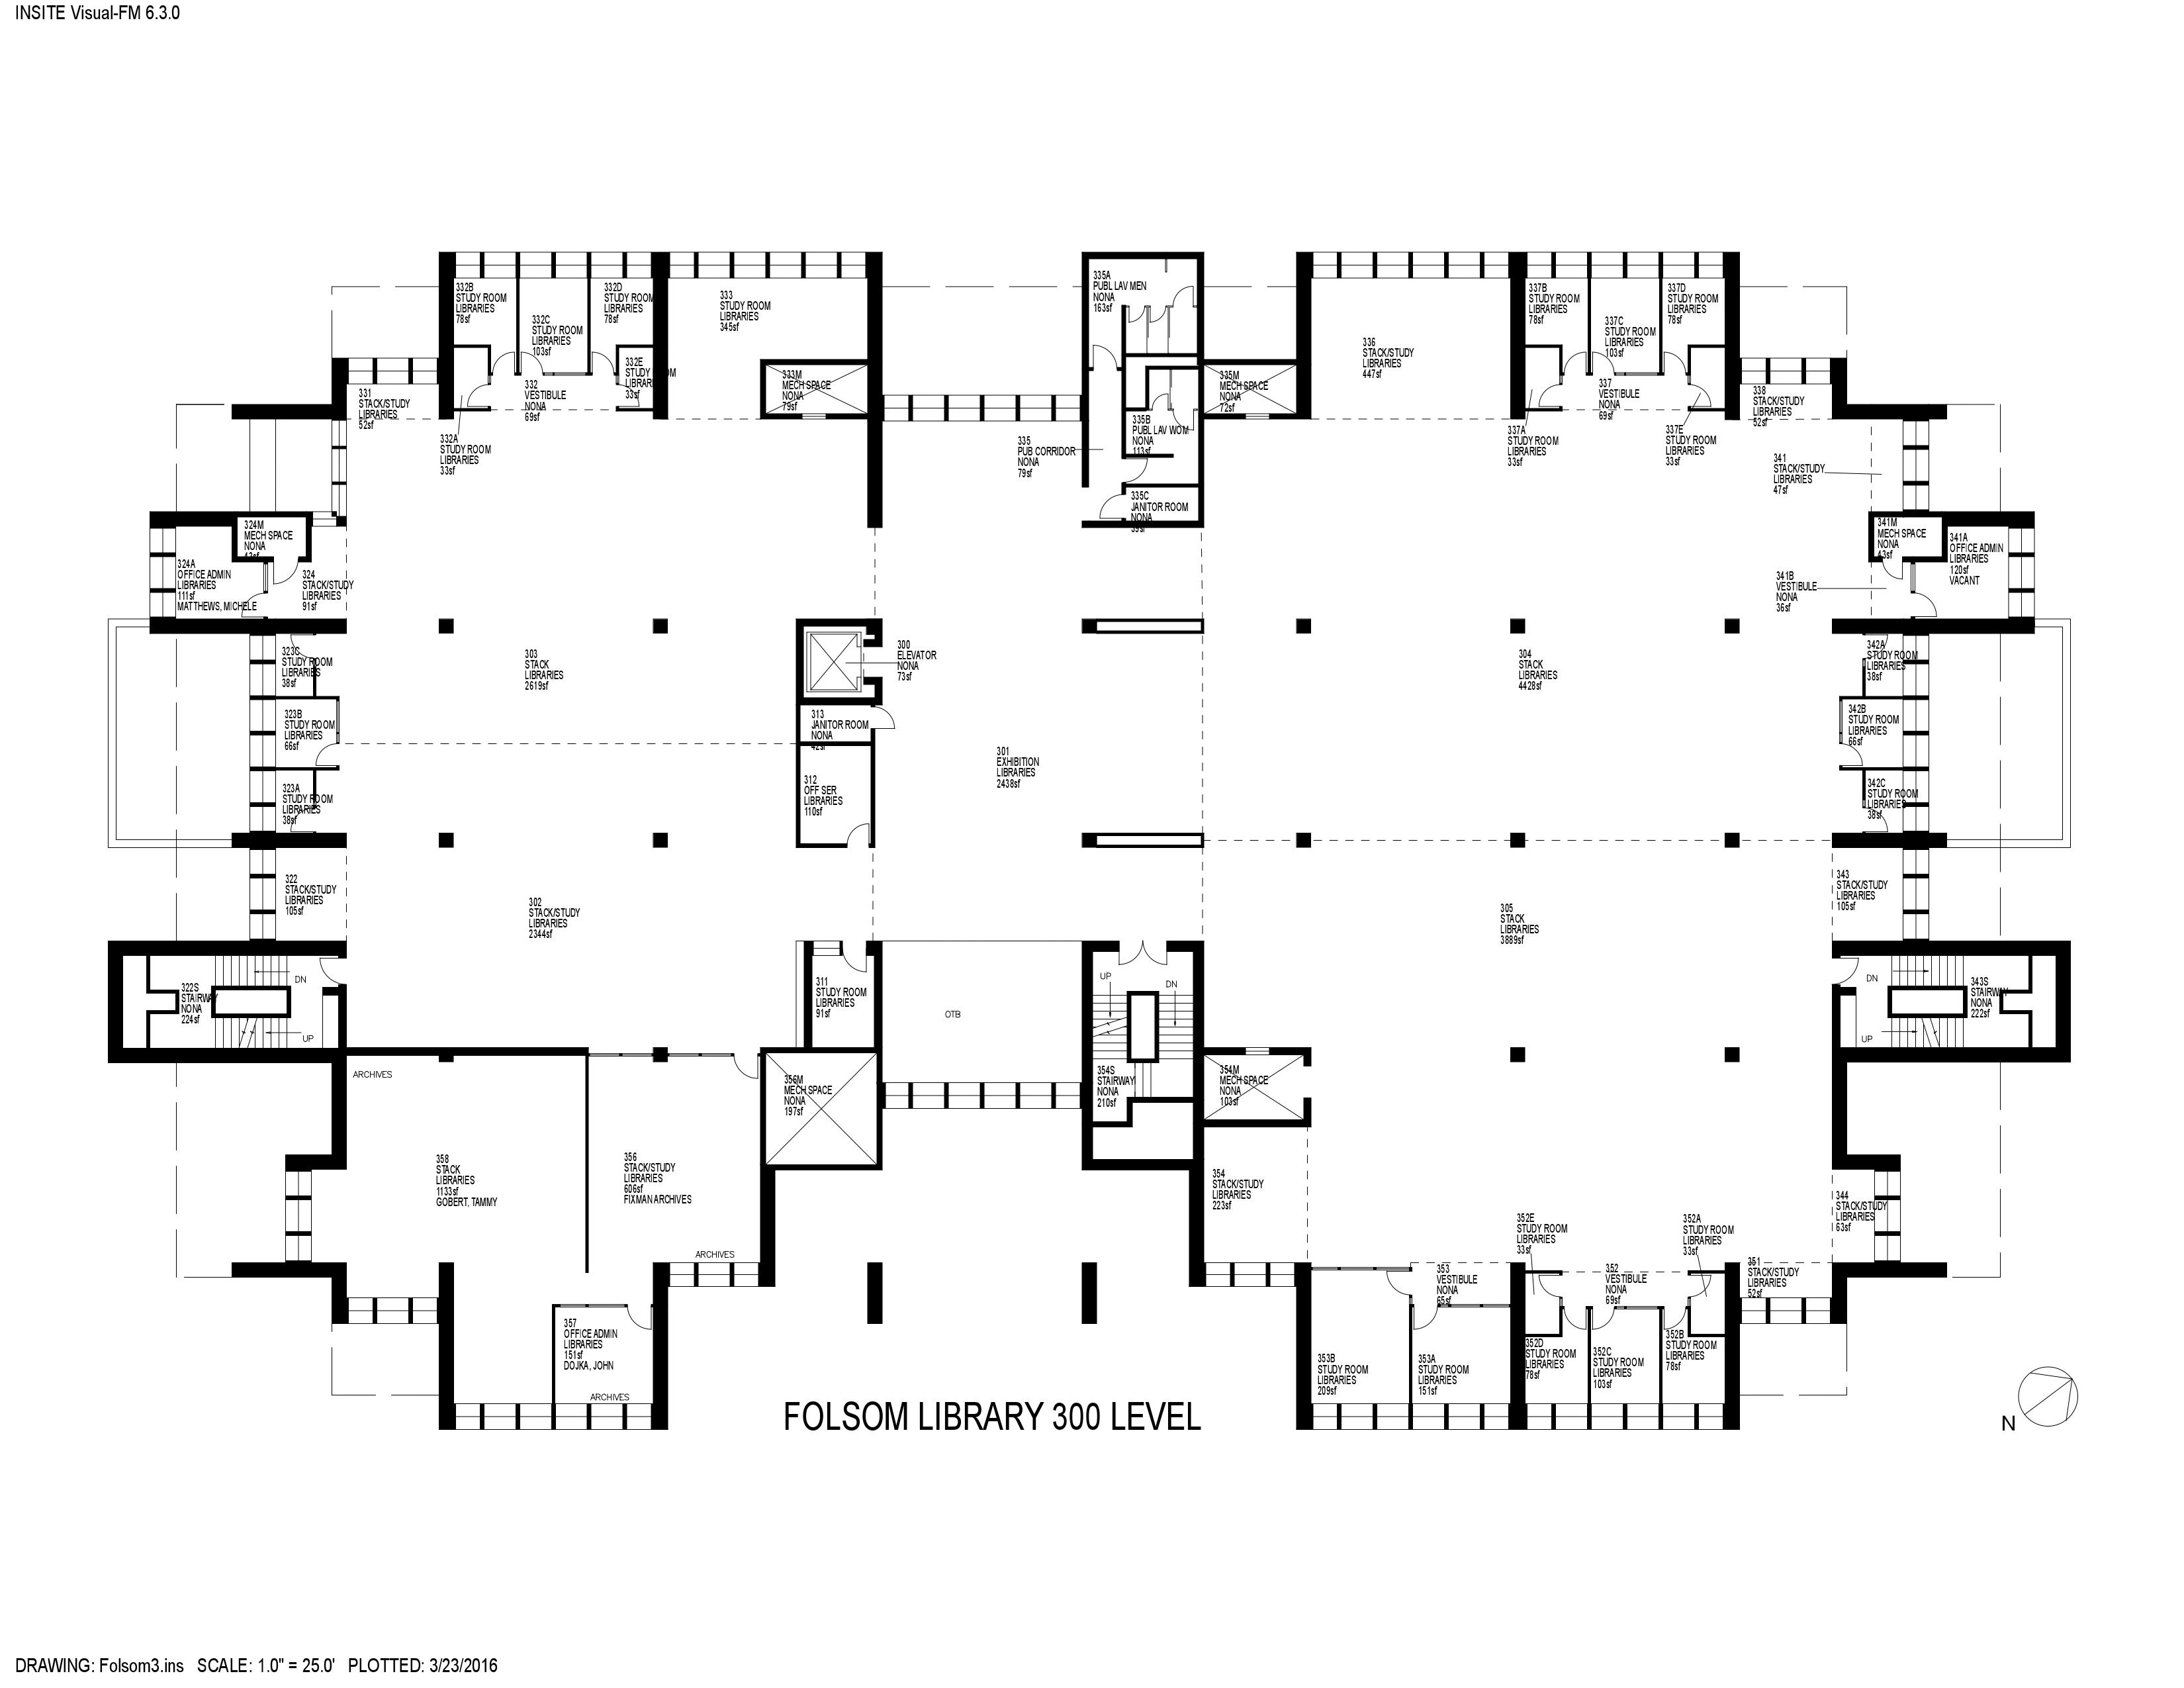 INSITE Visual-FM 6.3.0
332B
STUDY ROOM
LIBRARIES
78sf
332C
STUDY ROOM
LIBRARIES
103sf
332D
STUDY ROOM
LIBRARIES
78sf
332E
STUDY ROOM
LIBRARIES
33sf
333
STUDY ROOM
LIBRARIES
345sf
333M
MECH SPACE
NONA
79sf
335A
PUBL LAV MEN
NONA
163sf
335M
MECH SPACE
NONA
72sf
336
STACK/STUDY
LIBRARIES
447sf
337B
STUDY ROOM
LIBRARIES
78sf
337C
STUDY ROOM
LIBRARIES
103sf
337D
STUDY ROOM
LIBRARIES
78sf
331
STACK/STUDY
LIBRARIES
52sf
332
VESTIBULE
NONA
69sf
332A
STUDY ROOM
LIBRARIES
33sf
335
PUB CORRIDOR
NONA
79sf
335B
PUBL LAV WOM
NONA
113sf
335C
JANITOR ROOM
NONA
39sf
337
VESTIBULE
NONA
69sf
337A
STUDY ROOM
LIBRARIES
33sf
337E
STUDY ROOM
LIBRARIES
33sf
338
STACK/STUDY
LIBRARIES
52sf
341
STACK/STUDY
LIBRARIES
47sf
324M
MECH SPACE
NONA
43sf
324A
OFFICE ADMIN
LIBRARIES
111sf
MATTHEWS, MICHELE
324
STACK/STUDY
LIBRARIES
91sf
341M
MECH SPACE
NONA
43sf
341A
OFFICE ADMIN
LIBRARIES
120sf
VACANT
341B
VESTIBULE
NONA
36sf
323C
STUDY ROOM
LIBRARIES
38sf
303
STACK
LIBRARIES
2619sf
300
ELEVATOR
NONA
73sf
304
STACK
LIBRARIES
4428sf
342A
STUDY ROOM
LIBRARIES
38sf
323B
STUDY ROOM
LIBRARIES
66sf
313
JANITOR ROOM
NONA
42sf
342B
STUDY ROOM
LIBRARIES
66sf
323A
STUDY ROOM
LIBRARIES
38sf
312
OFF SER
LIBRARIES
110sf
301
EXHIBITION
LIBRARIES
2438sf
342C
STUDY ROOM
LIBRARIES
38sf
322
STACK/STUDY
LIBRARIES
105sf
302
STACK/STUDY
LIBRARIES
2344sf
305
STACK
LIBRARIES
3889sf
343
STACK/STUDY
LIBRARIES
105sf
322S
STAIRWAY
NONA
224sf
DN
UP
311
STUDY ROOM
LIBRARIES
91sf
OTB
UP
DN
DN
UP
343S
STAIRWAY
NONA
222sf
ARCHIVES
356M
MECH SPACE
NONA
197sf
354S
STAIRWAY
NONA
210sf
354M
MECH SPACE
NONA
103sf
358
STACK
LIBRARIES
1133sf
GOBERT, TAMMY
356
STACK/STUDY
LIBRARIES
606sf
FIXMAN ARCHIVES
ARCHIVES
354
STACK/STUDY
LIBRARIES
223sf
352E
STUDY ROOM
LIBRARIES
33sf
352A
STUDY ROOM
LIBRARIES
33sf
344
STACK/STUDY
LIBRARIES
63sf
353
VESTIBULE
NONA
65sf
352
VESTIBULE
NONA
69sf
351
STACK/STUDY
LIBRARIES
52sf
357
OFFICE ADMIN
LIBRARIES
151sf
DOJKA, JOHN
ARCHIVES
353B
STUDY ROOM
LIBRARIES
209sf
353A
STUDY ROOM
LIBRARIES
151sf
352D
STUDY ROOM
LIBRARIES
78sf
352C
STUDY ROOM
LIBRARIES
103sf
352B
STUDY ROOM
LIBRARIES
78sf
FOLSOM LIBRARY 300 LEVEL
N
DRAWING: Folsom3.ins SCALE: 1.0" = 25.0' PLOTTED: 3/23/2016